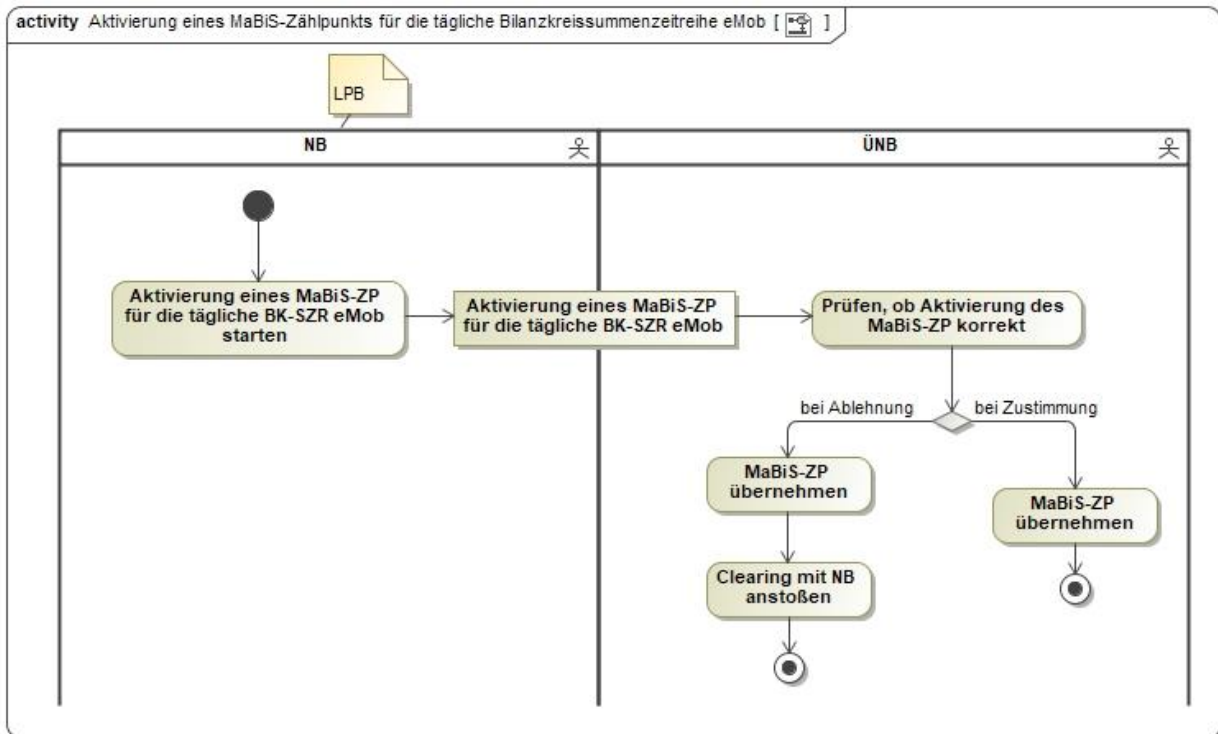 activity Aktivierung eines MaBiS-Zählpunkts für die tägliche Bilanzkreissummenzeitreihe eMob [ ]
LPB
NB
ÜNB
Aktivierung eines MaBiS-ZP
für die tägliche BK-SZR eMob
starten
Aktivierung eines MaBiS-ZP
für die tägliche BK-SZR eMob
Prüfen, ob Aktivierung des
MaBiS-ZP korrekt
bei Ablehnung
bei Zustimmung
MaBiS-ZP
übernehmen
MaBiS-ZP
übernehmen
Clearing mit NB
anstoßen